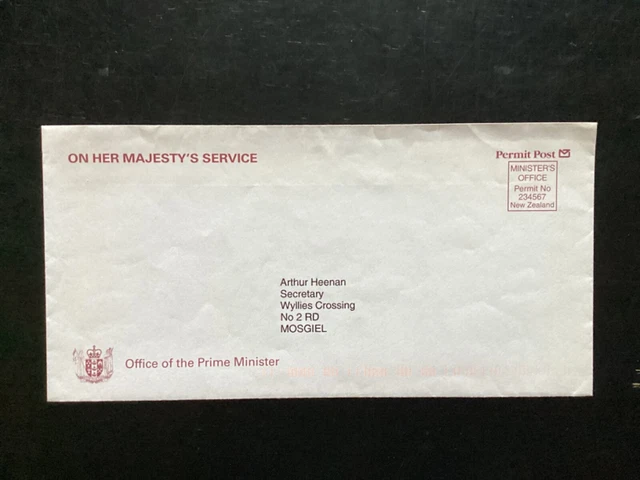 ON HER MAJESTY'S SERVICE
Permit Post
MINISTER'S
OFFICE
Permit No
234567
New Zealand
Arthur Heenan
Secretary
Wyllies Crossing
No 2 RD
MOSGIEL
Office of the Prime Minister